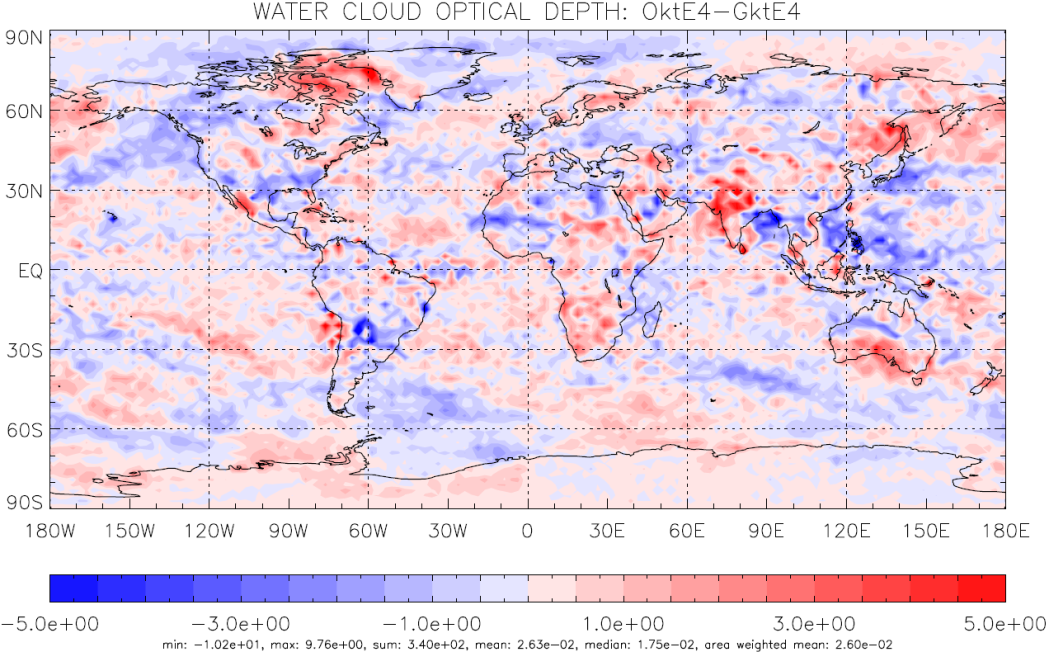 WATER CLOUD OPTICAL DEPTH: OktE4−GktE4
90N
60N
30N
EQ
30S
60S
90S
180W 150W 120W 90W 60W 30W 0 30E 60E 90E 120E 150E 180E
−5.0e+00 −3.0e+00 −1.0e+00 1.0e+00 3.0e+00 5.0e+00
min: −1.02e+01, max: 9.76e+00, sum: 3.40e+02, mean: 2.63e−02, median: 1.75e−02, area weighted mean: 2.60e−02